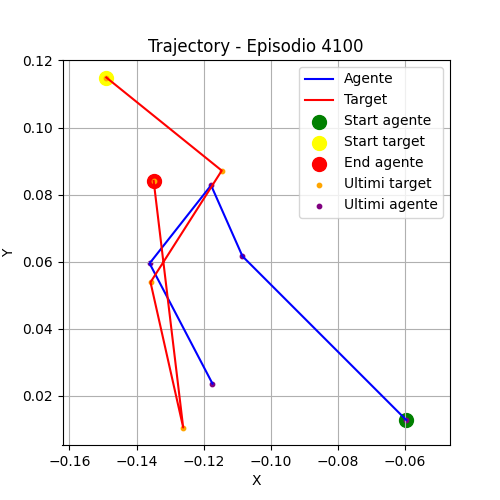 Trajectory - Episodio 4100
Agente
Target
Start agente
Start target
End agente
Ultimi target
Ultimi agente
0.12
0.10
0.08
0.06
0.04
0.02
Y
−0.16
−0.14
−0.12
−0.10
−0.08
−0.06
X